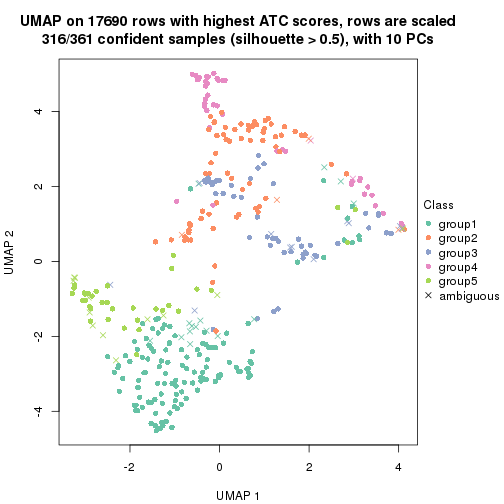 UMAP on 17690 rows with highest ATC scores, rows are scaled
316/361 confident samples (silhouette > 0.5), with 10 PCs
4
2
0
-2
-4
UMAP 2
-2
0
2
4
UMAP 1
Class
group1
group2
group3
group4
group5
ambiguous